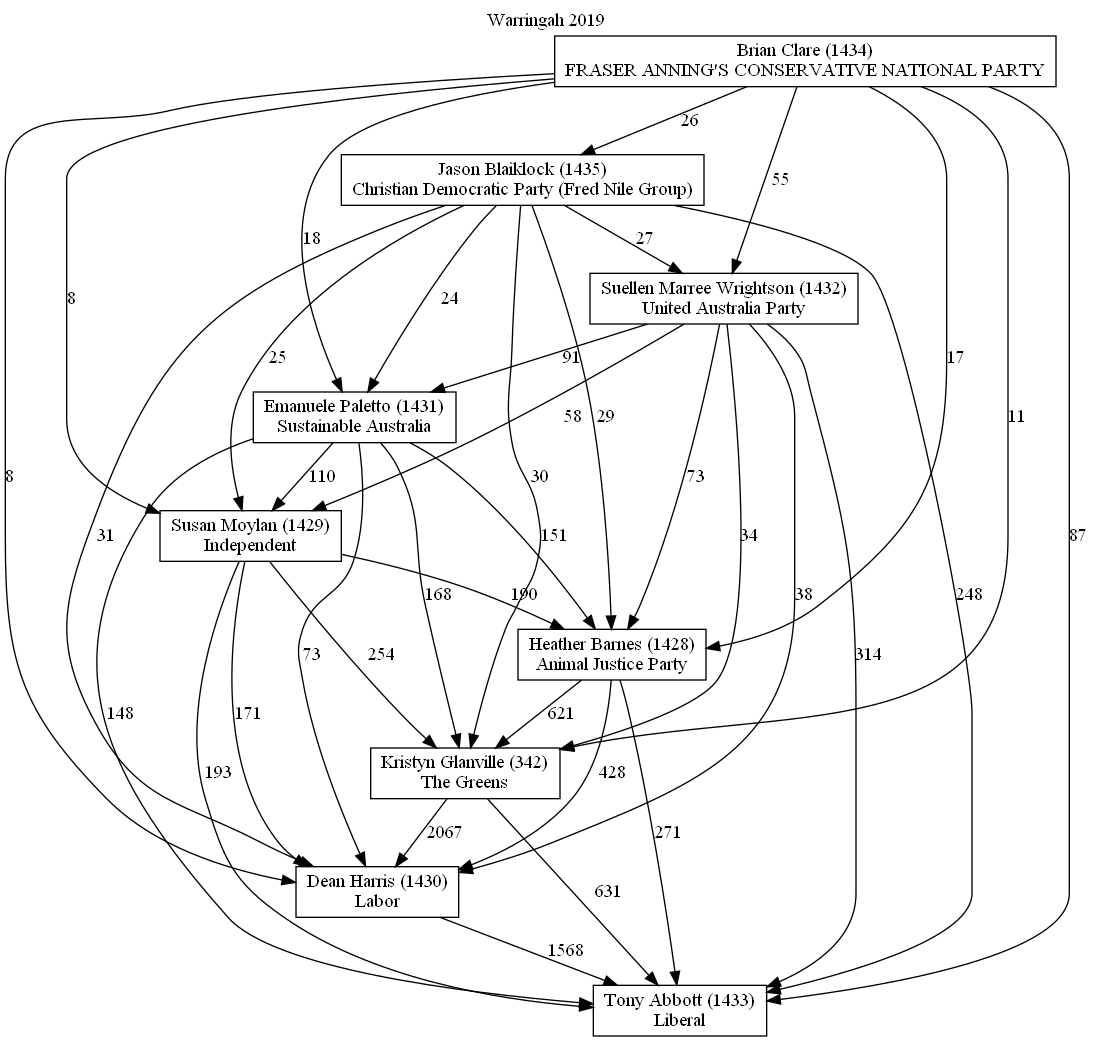 Warringah 2019
Brian Clare (1434)
FRASER ANNING'S CONSERVATIVE NATIONAL PARTY
26
Jason Blaiklock (1435)
Christian Democratic Party (Fred Nile Group)
55
18
27
Suellen Marree Wrightson (1432)
United Australia Party
8
24
25
91
17
Emanuele Paletto (1431)
Sustainable Australia
58
29
11
8
110
30
73
Susan Moylan (1429)
Independent
31
151
34
87
168
190
38
248
Heather Barnes (1428)
Animal Justice Party
73
254
314
148
171
621
Kristyn Glanville (342)
The Greens
193
428
2067
271
Dean Harris (1430)
Labor
631
1568
Tony Abbott (1433)
Liberal